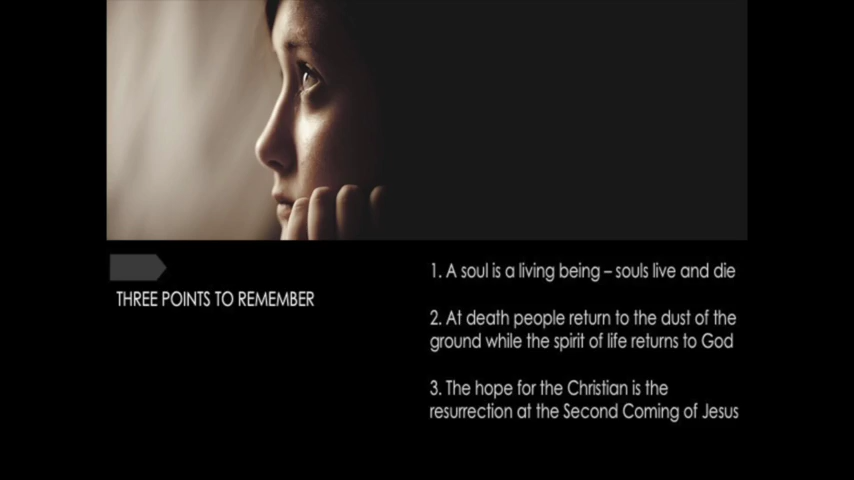 THREE POINTS TO REMEMBER
1. A soul is a living being – souls live and die
2. At death people return to the dust of the
ground while the spirit of life returns to God
3. The hope for the Christian is the
resurrection at the Second Coming of Jesus